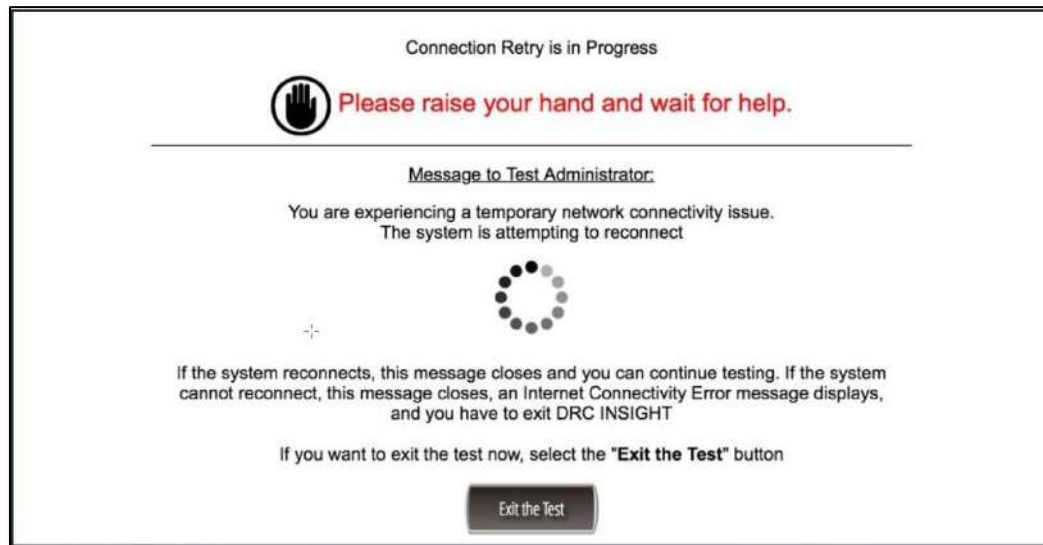 Connection Retry is in Progress
Please raise your hand and wait for help.
Message to Test Administrator:
You are experiencing a temporary network connectivity issue.
The system is attempting to reconnect
If the system reconnects, this message closes and you can continue testing. If the system
cannot reconnect, this message closes, an Internet Connectivity Error message displays,
and you have to exit DRC INSIGHT
If you want to exit the test now, select the "Exit the Test" button
Exit the Test